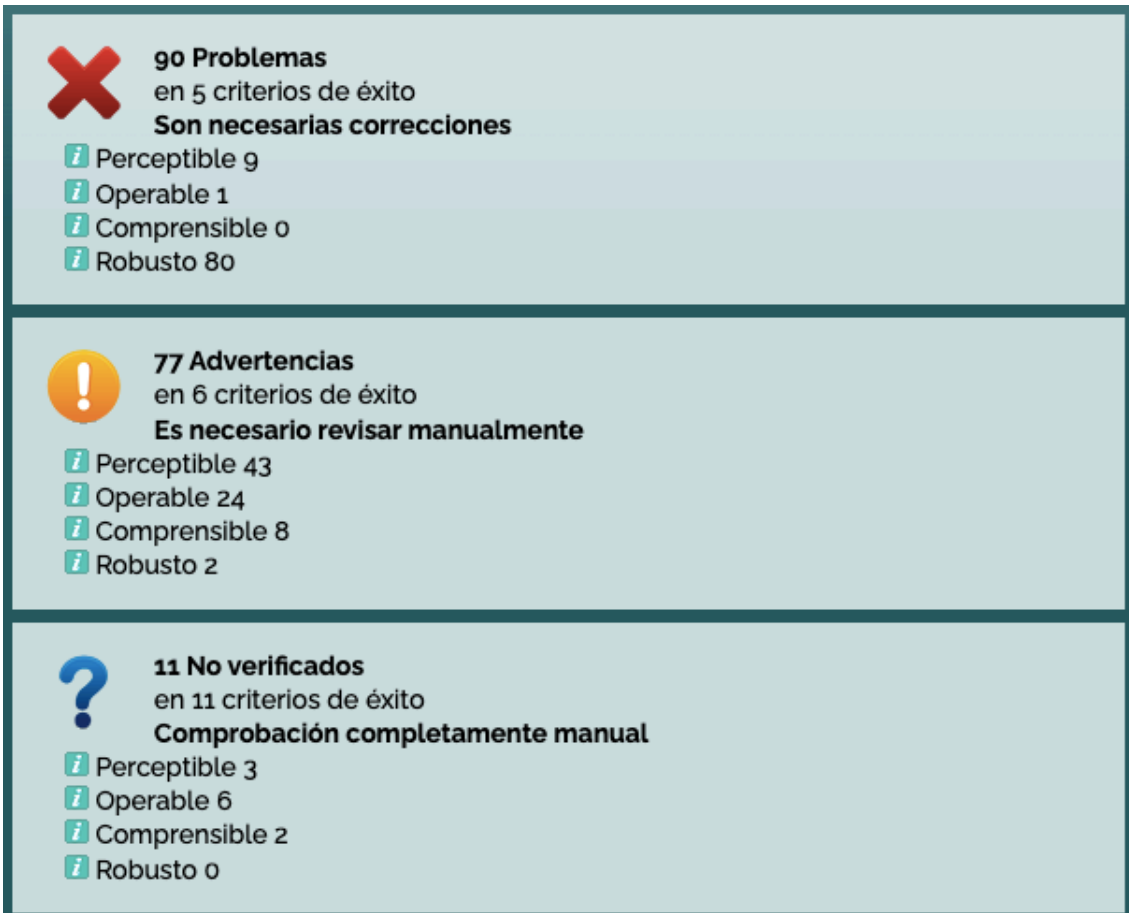 90 Problemas
en 5 criterios de éxito
Son necesarias correcciones
i Perceptible 9
i Operable 1
i Comprensible 0
i Robusto 80
77 Advertencias
en 6 criterios de éxito
Es necesario revisar manualmente
i Perceptible 43
i Operable 24
i Comprensible 8
i Robusto 2
11 No verificados
en 11 criterios de éxito
Comprobación completamente manual
i Perceptible 3
i Operable 6
i Comprensible 2
i Robusto 0